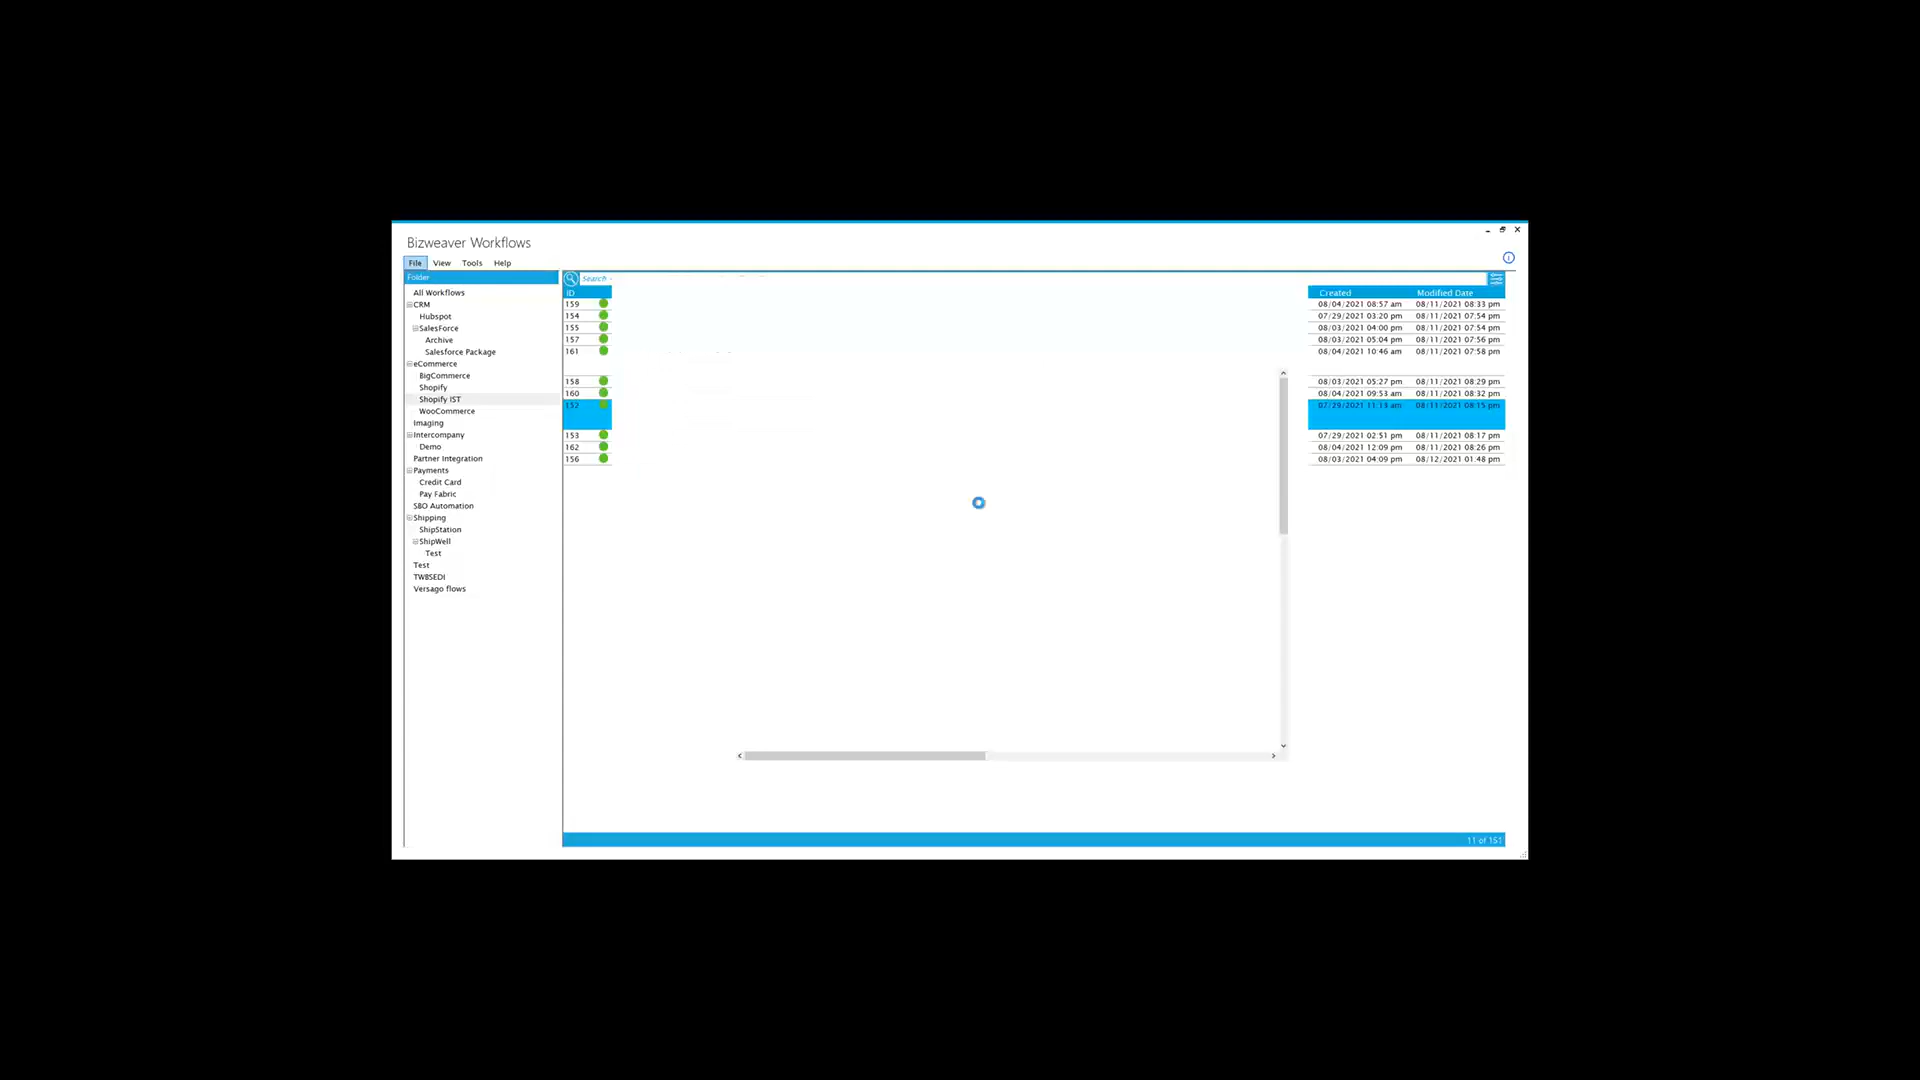 Bizweaver Workflows
File View Tools Help
Folder
All Workflows
CRM
Hubspot
SalesForce
Archive
Salesforce Package
eCommerce
BigCommerce
Shopify
Shopify IST
WooCommerce
Imaging
Intercompany
Demo
Partner Integration
Payments
Credit Card
Pay Fabric
SBO Automation
Shipping
ShipStation
ShipWell
Test
Test
TWBSEDI
Versago flows
Search
ID Created Modified Date
159 08/04/2021 08:57 am 08/11/2021 08:33 pm
154 07/29/2021 03:20 pm 08/11/2021 07:54 pm
155 08/03/2021 04:00 pm 08/11/2021 07:54 pm
157 08/03/2021 05:04 pm 08/11/2021 07:56 pm
161 08/04/2021 10:46 am 08/11/2021 07:58 pm
158 08/03/2021 05:27 pm 08/11/2021 08:29 pm
160 08/04/2021 09:53 am 08/11/2021 08:32 pm
152 07/29/2021 11:13 am 08/11/2021 08:15 pm
153 07/29/2021 02:51 pm 08/11/2021 08:17 pm
162 08/04/2021 12:09 pm 08/11/2021 08:26 pm
156 08/03/2021 04:09 pm 08/12/2021 01:48 pm
11 of 151